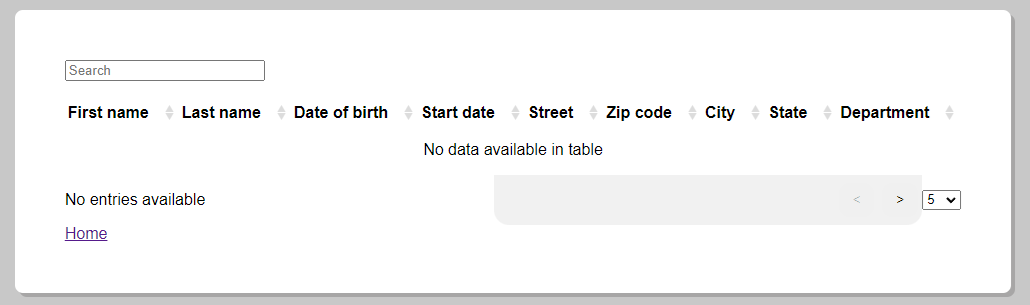 Search
First name Last name Date of birth Start date Street Zip code City State Department
No data available in table
No entries available < > 5
Home